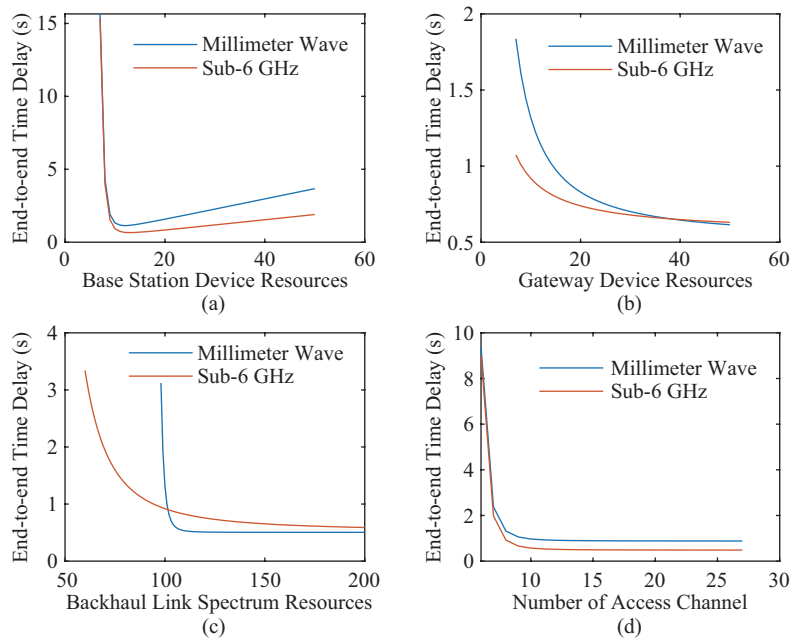 End-to-end Time Delay (s)
15
10
5
0
0
20
40
60
Millimeter Wave
Sub-6 GHz
Base Station Device Resources
(a)
End-to-end Time Delay (s)
2
1.5
1
0.5
0
20
40
60
Millimeter Wave
Sub-6 GHz
Gateway Device Resources
(b)
End-to-end Time Delay (s)
4
3
2
1
0
50
100
150
200
Millimeter Wave
Sub-6 GHz
Backhaul Link Spectrum Resources
(c)
End-to-end Time Delay (s)
10
8
6
4
2
0
10
15
20
25
30
Millimeter Wave
Sub-6 GHz
Number of Access Channel
(d)